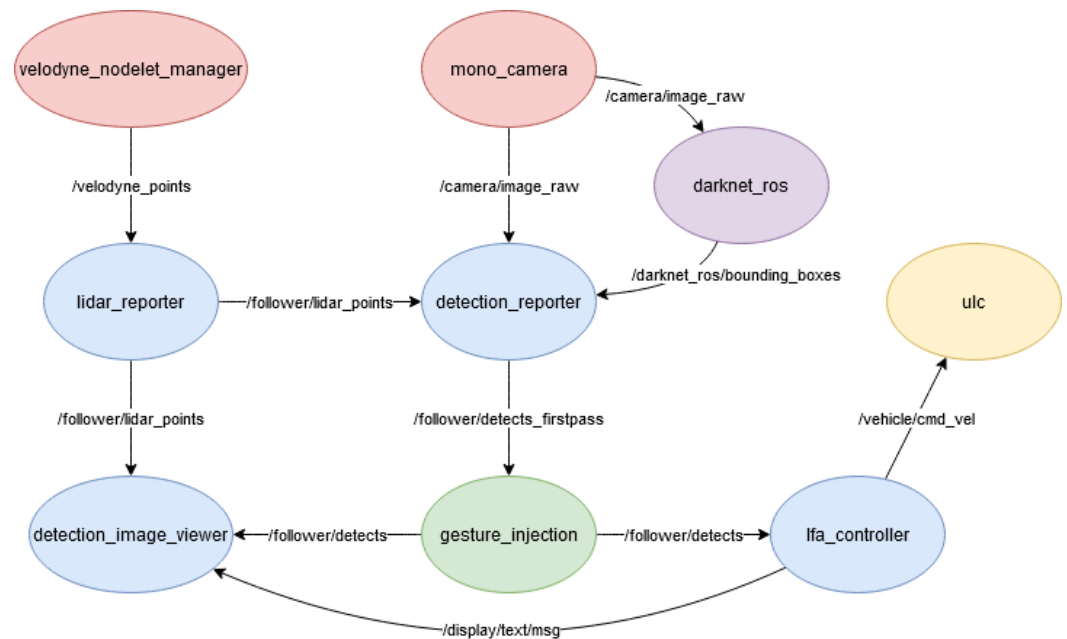 velodyne_nodelet_manager
mono_camera
/camera/image_raw
/velodyne_points
/camera/image_raw
darknet_ros
/darknet_ros/bounding_boxes
lidar_reporter
/follower/lidar_points
detection_reporter
ulc
/follower/lidar_points
/follower/detects_firstpass
/vehicle/cmd_vel
detection_image_viewer
/follower/detects
gesture_injection
/follower/detects
lfa_controller
/display/text/msg